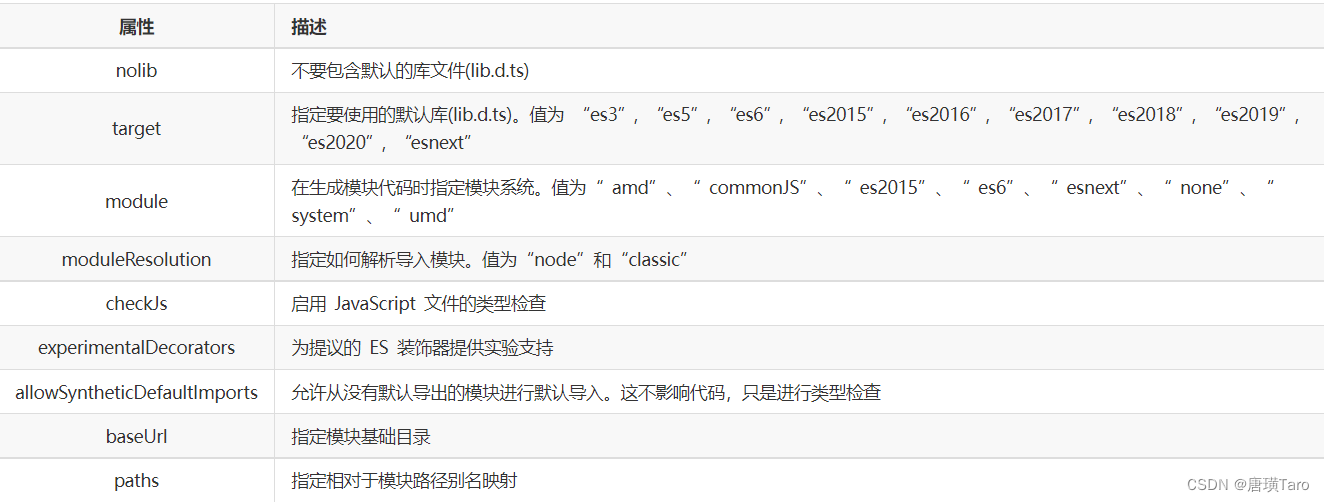 属性 描述
nolib 不要包含默认的库文件(lib.d.ts)
target 指定要使用的默认库(lib.d.ts)。值为 “es3”, “es5”, “es6”, “es2015”, “es2016”, “es2017”, “es2018”, “es2019”,
“es2020”, “esnext”
module 在生成模块代码时指定模块系统。值为“ amd”、“ commonJS”、“ es2015”、“ es6”、“ esnext”、“ none”、“
system”、“ umd”
moduleResolution 指定如何解析导入模块。值为“node”和“classic”
checkJs 启用 JavaScript 文件的类型检查
experimentalDecorators 为提议的 ES 装饰器提供实验支持
allowSyntheticDefaultImports 允许从没有默认导出的模块进行默认导入。这不影响代码，只是进行类型检查
baseUrl 指定模块基础目录
paths 指定相对于模块路径别名映射
CSDN @唐璜Taro